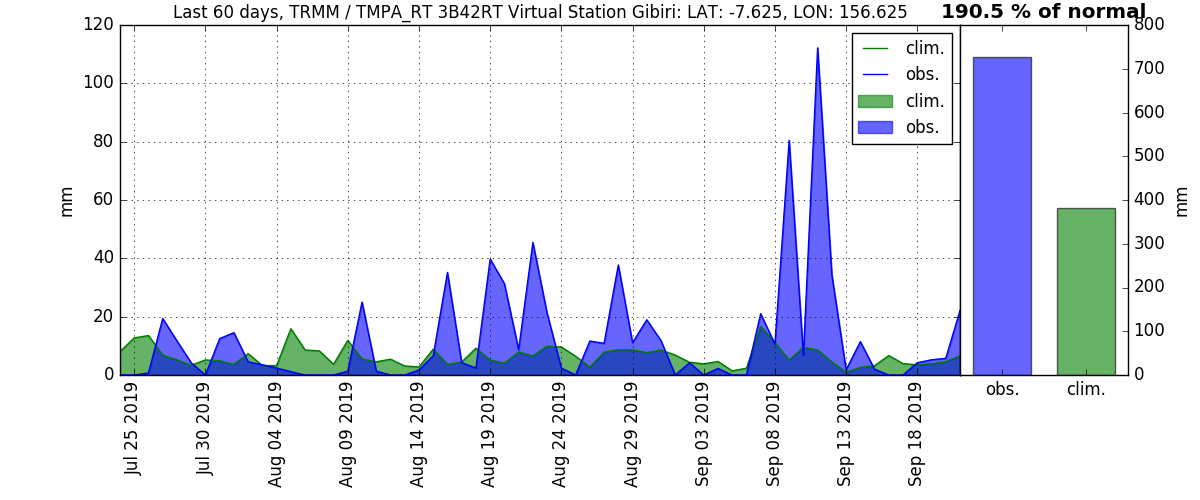 Last 60 days, TRMM / TMPA_RT 3B42RT Virtual Station Gibiri: LAT: -7.625, LON: 156.625
190.5 % of normal
120
100
80
60
40
20
0
mm
clim.
obs.
clim.
obs.
800
700
600
500
400
300
200
100
0
mm
Jul 25 2019
Jul 30 2019
Aug 04 2019
Aug 09 2019
Aug 14 2019
Aug 19 2019
Aug 24 2019
Aug 29 2019
Sep 03 2019
Sep 08 2019
Sep 13 2019
Sep 18 2019
obs.
clim.